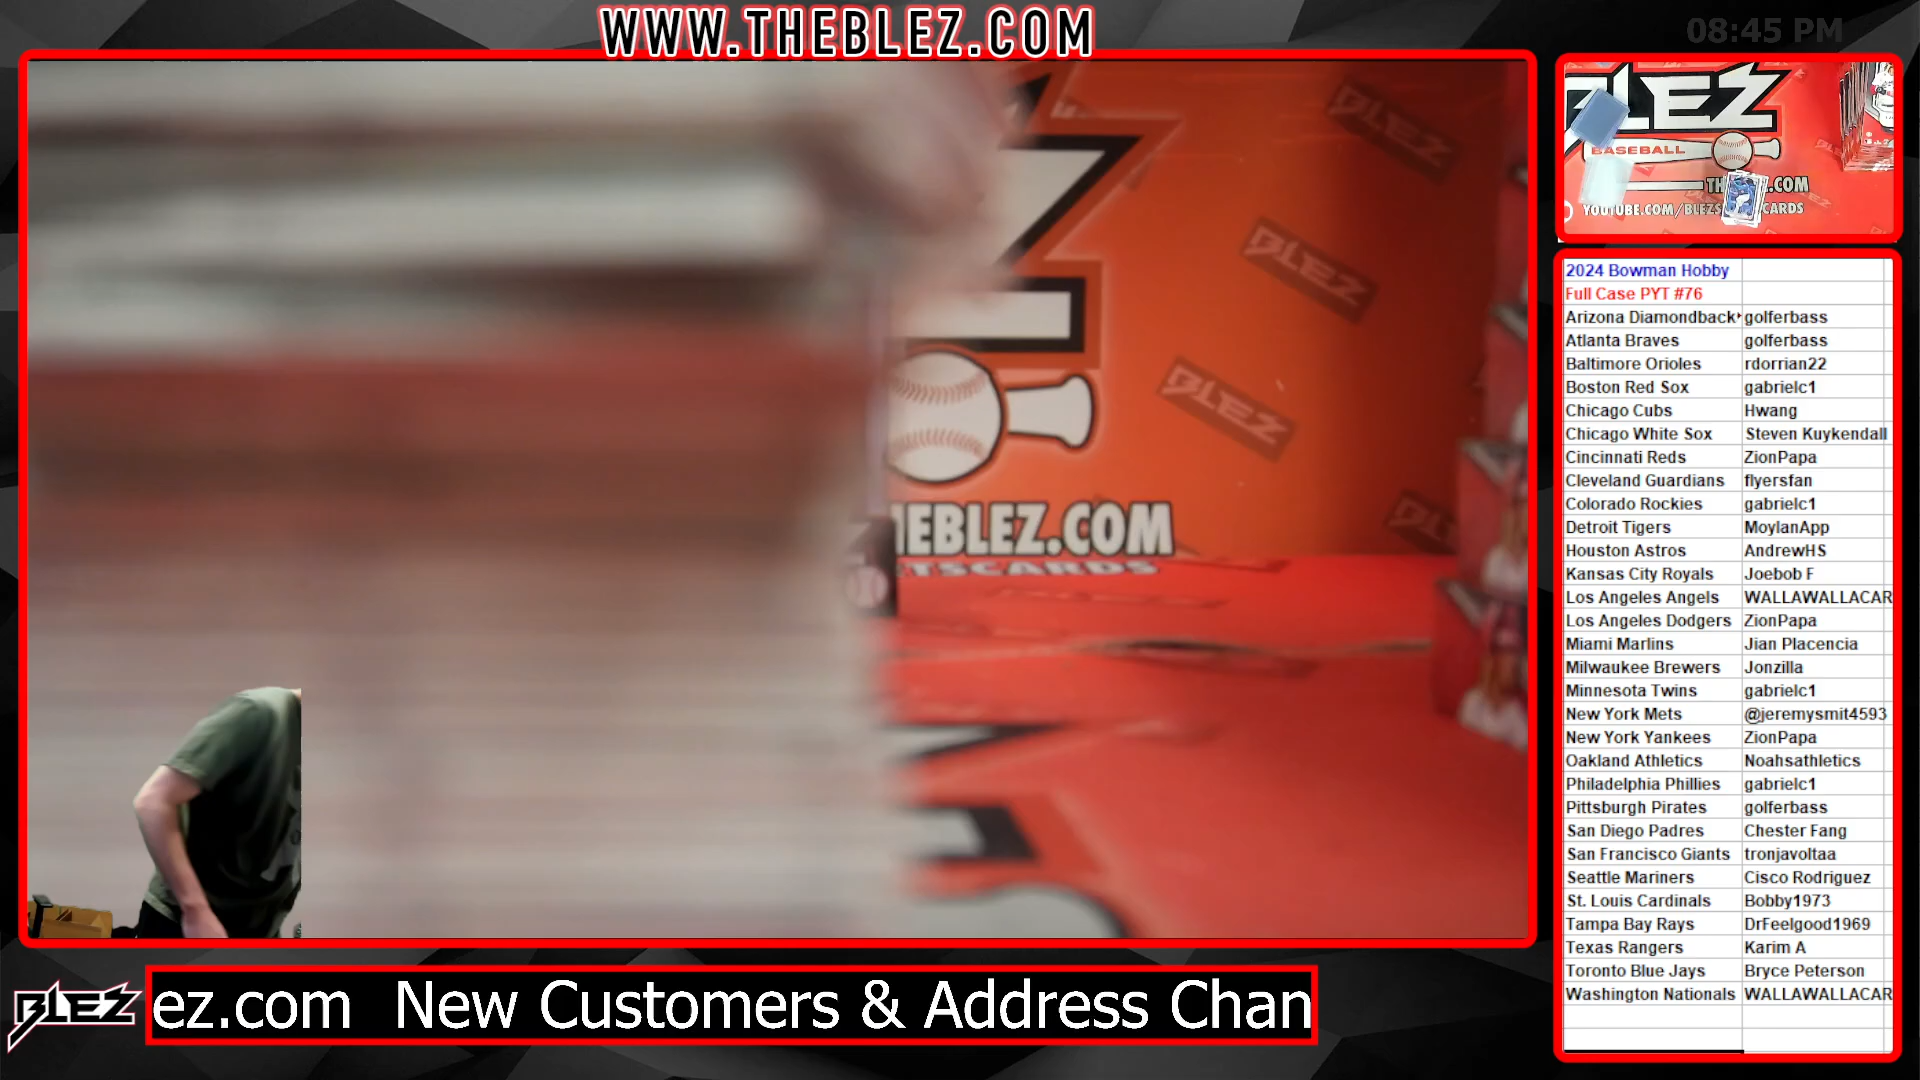 WWW.THEBLEZ.COM
08:45 PM
BLEZ
BLEZ
BLEZ
HEBLEZ.COM
TSCARDS
BLEZ
BASEBALL
YOUTUBE.COM/BLEZS CARDS
2024 Bowman Hobby
Full Case PYT #76
Arizona Diamondback golferbass
Atlanta Braves golferbass
Baltimore Orioles rdorrian22
Boston Red Sox gabrielc1
Chicago Cubs Hwang
Chicago White Sox Steven Kuykendall
Cincinnati Reds ZionPapa
Cleveland Guardians flyersfan
Colorado Rockies gabrielc1
Detroit Tigers MoylanApp
Houston Astros AndrewHS
Kansas City Royals Joebob F
Los Angeles Angels WALLAWALLACAR
Los Angeles Dodgers ZionPapa
Miami Marlins Jian Placencia
Milwaukee Brewers Jonzilla
Minnesota Twins gabrielc1
New York Mets @jeremysmit4593
New York Yankees ZionPapa
Oakland Athletics Noahsathletics
Philadelphia Phillies gabrielc1
Pittsburgh Pirates golferbass
San Diego Padres Chester Fang
San Francisco Giants tronjavoltaa
Seattle Mariners Cisco Rodriguez
St. Louis Cardinals Bobby1973
Tampa Bay Rays DrFeelgood1969
Texas Rangers Karim A
Toronto Blue Jays Bryce Peterson
Washington Nationals WALLAWALLACAR
BLEZ
ez.com New Customers & Address Chan